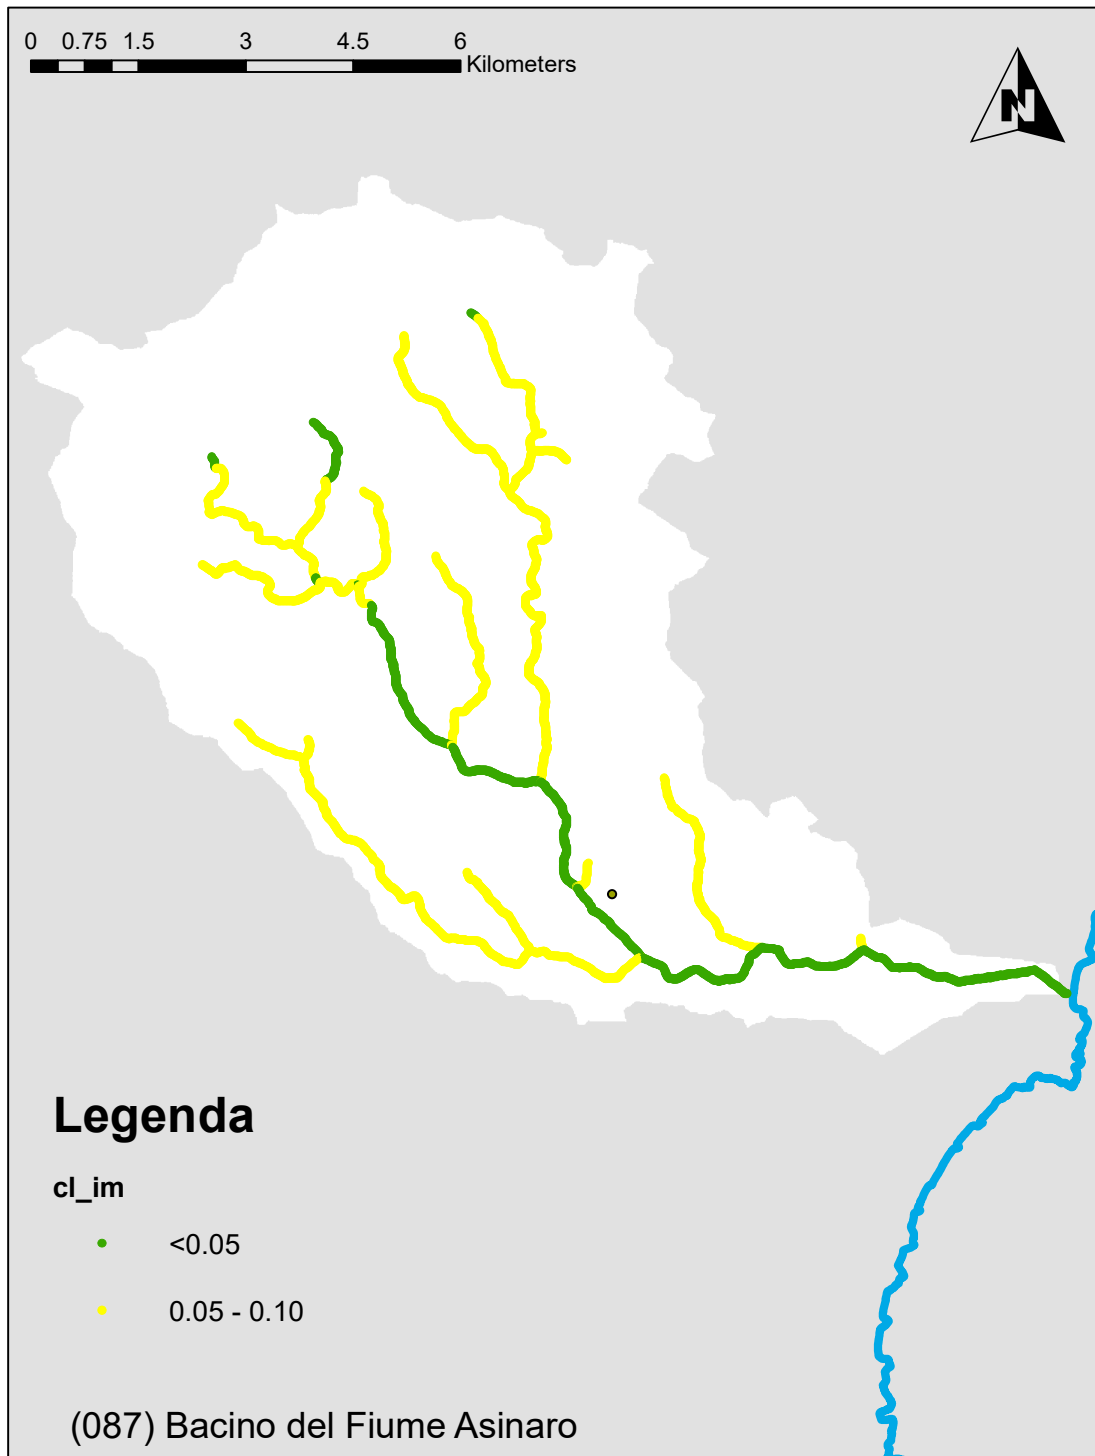 0 0.75 1.5 3 4.5 6
Kilometers
N
Legenda
cl_im
<0.05
0.05 - 0.10
(087) Bacino del Fiume Asinaro